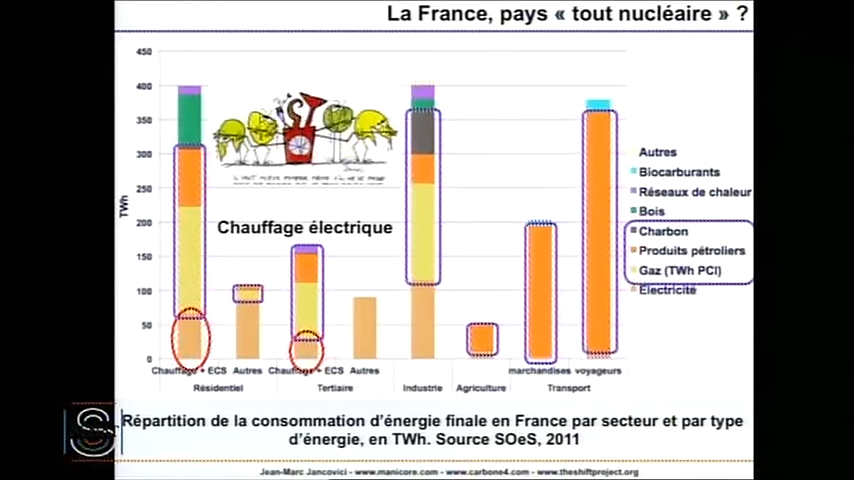 La France, pays « tout nucléaire » ?
450
400
350
300
250
200
150
100
50
0
TWh
Chauffage électrique
Autres
Biocarburants
Réseaux de chaleur
Bois
Charbon
Produits pétroliers
Gaz (TWh PCI)
Electricité
Chauffage + ECS Autres Chauffage + ECS Autres marchandises voyageurs
Résidentiel Tertiaire Industrie Agriculture Transport
Répartition de la consommation d'énergie finale en France par secteur et par type
d'énergie, en TWh. Source SOeS, 2011
Jean-Marc Jancovici - www.manicore.com - www.carbone4.com - www.theshiftproject.org